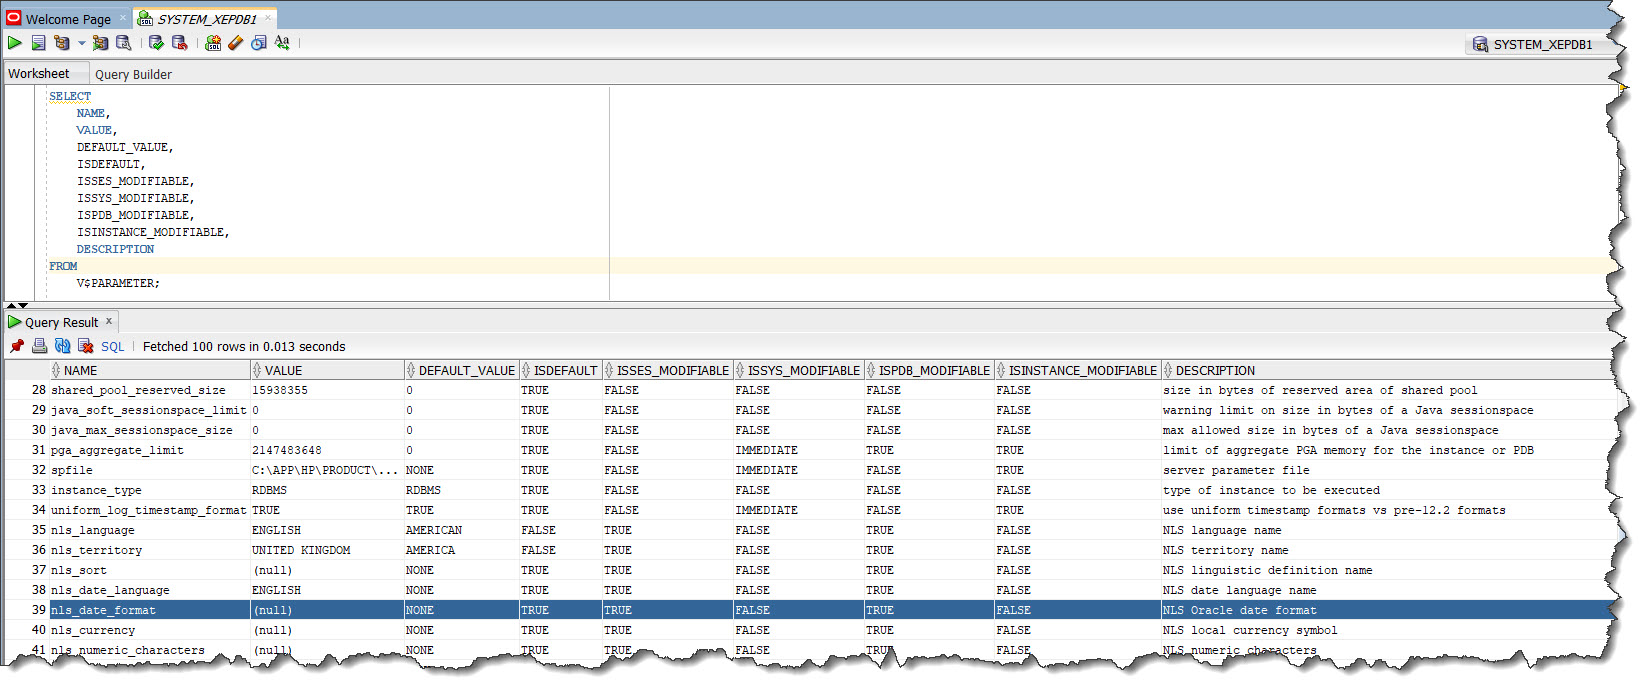 Welcome Page SYSTEM_XEPDB1
SYSTEM_XEPDB1
Worksheet Query Builder
SELECT
NAME,
VALUE,
DEFAULT_VALUE,
ISDEFAULT,
ISSES_MODIFIABLE,
ISSYS_MODIFIABLE,
ISPDB_MODIFIABLE,
ISINSTANCE_MODIFIABLE,
DESCRIPTION
FROM
V$PARAMETER;
Query Result
SQL Fetched 100 rows in 0.013 seconds
NAME VALUE DEFAULT_VALUE ISDEFAULT ISSES_MODIFIABLE ISSYS_MODIFIABLE ISPDB_MODIFIABLE ISINSTANCE_MODIFIABLE DESCRIPTION
28 shared_pool_reserved_size 15938355 0 TRUE FALSE FALSE FALSE FALSE size in bytes of reserved area of shared pool
29 java_soft_sessionspace_limit 0 0 TRUE FALSE FALSE FALSE FALSE warning limit on size in bytes of a Java sessionspace
30 java_max_sessionspace_size 0 0 TRUE FALSE FALSE FALSE FALSE max allowed size in bytes of a Java sessionspace
31 pga_aggregate_limit 2147483648 0 TRUE FALSE IMMEDIATE TRUE TRUE limit of aggregate PGA memory for the instance or PDB
32 spfile C:\APP\HP\PRODUCT\... NONE TRUE FALSE IMMEDIATE FALSE TRUE server parameter file
33 instance_type RDBMS RDBMS TRUE FALSE FALSE FALSE FALSE type of instance to be executed
34 uniform_log_timestamp_format TRUE TRUE TRUE FALSE IMMEDIATE FALSE TRUE use uniform timestamp formats vs pre-12.2 formats
35 nls_language ENGLISH AMERICAN FALSE TRUE FALSE TRUE FALSE NLS language name
36 nls_territory UNITED KINGDOM AMERICA FALSE TRUE FALSE TRUE FALSE NLS territory name
37 nls_sort (null) NONE TRUE TRUE FALSE TRUE FALSE NLS linguistic definition name
38 nls_date_language ENGLISH NONE TRUE TRUE FALSE TRUE FALSE NLS date language name
39 nls_date_format (null) NONE TRUE TRUE FALSE TRUE FALSE NLS Oracle date format
40 nls_currency (null) NONE TRUE TRUE FALSE TRUE FALSE NLS local currency symbol
41 nls_numeric_characters (null) NONE TRUE TRUE FALSE TRUE FALSE NLS numeric characters